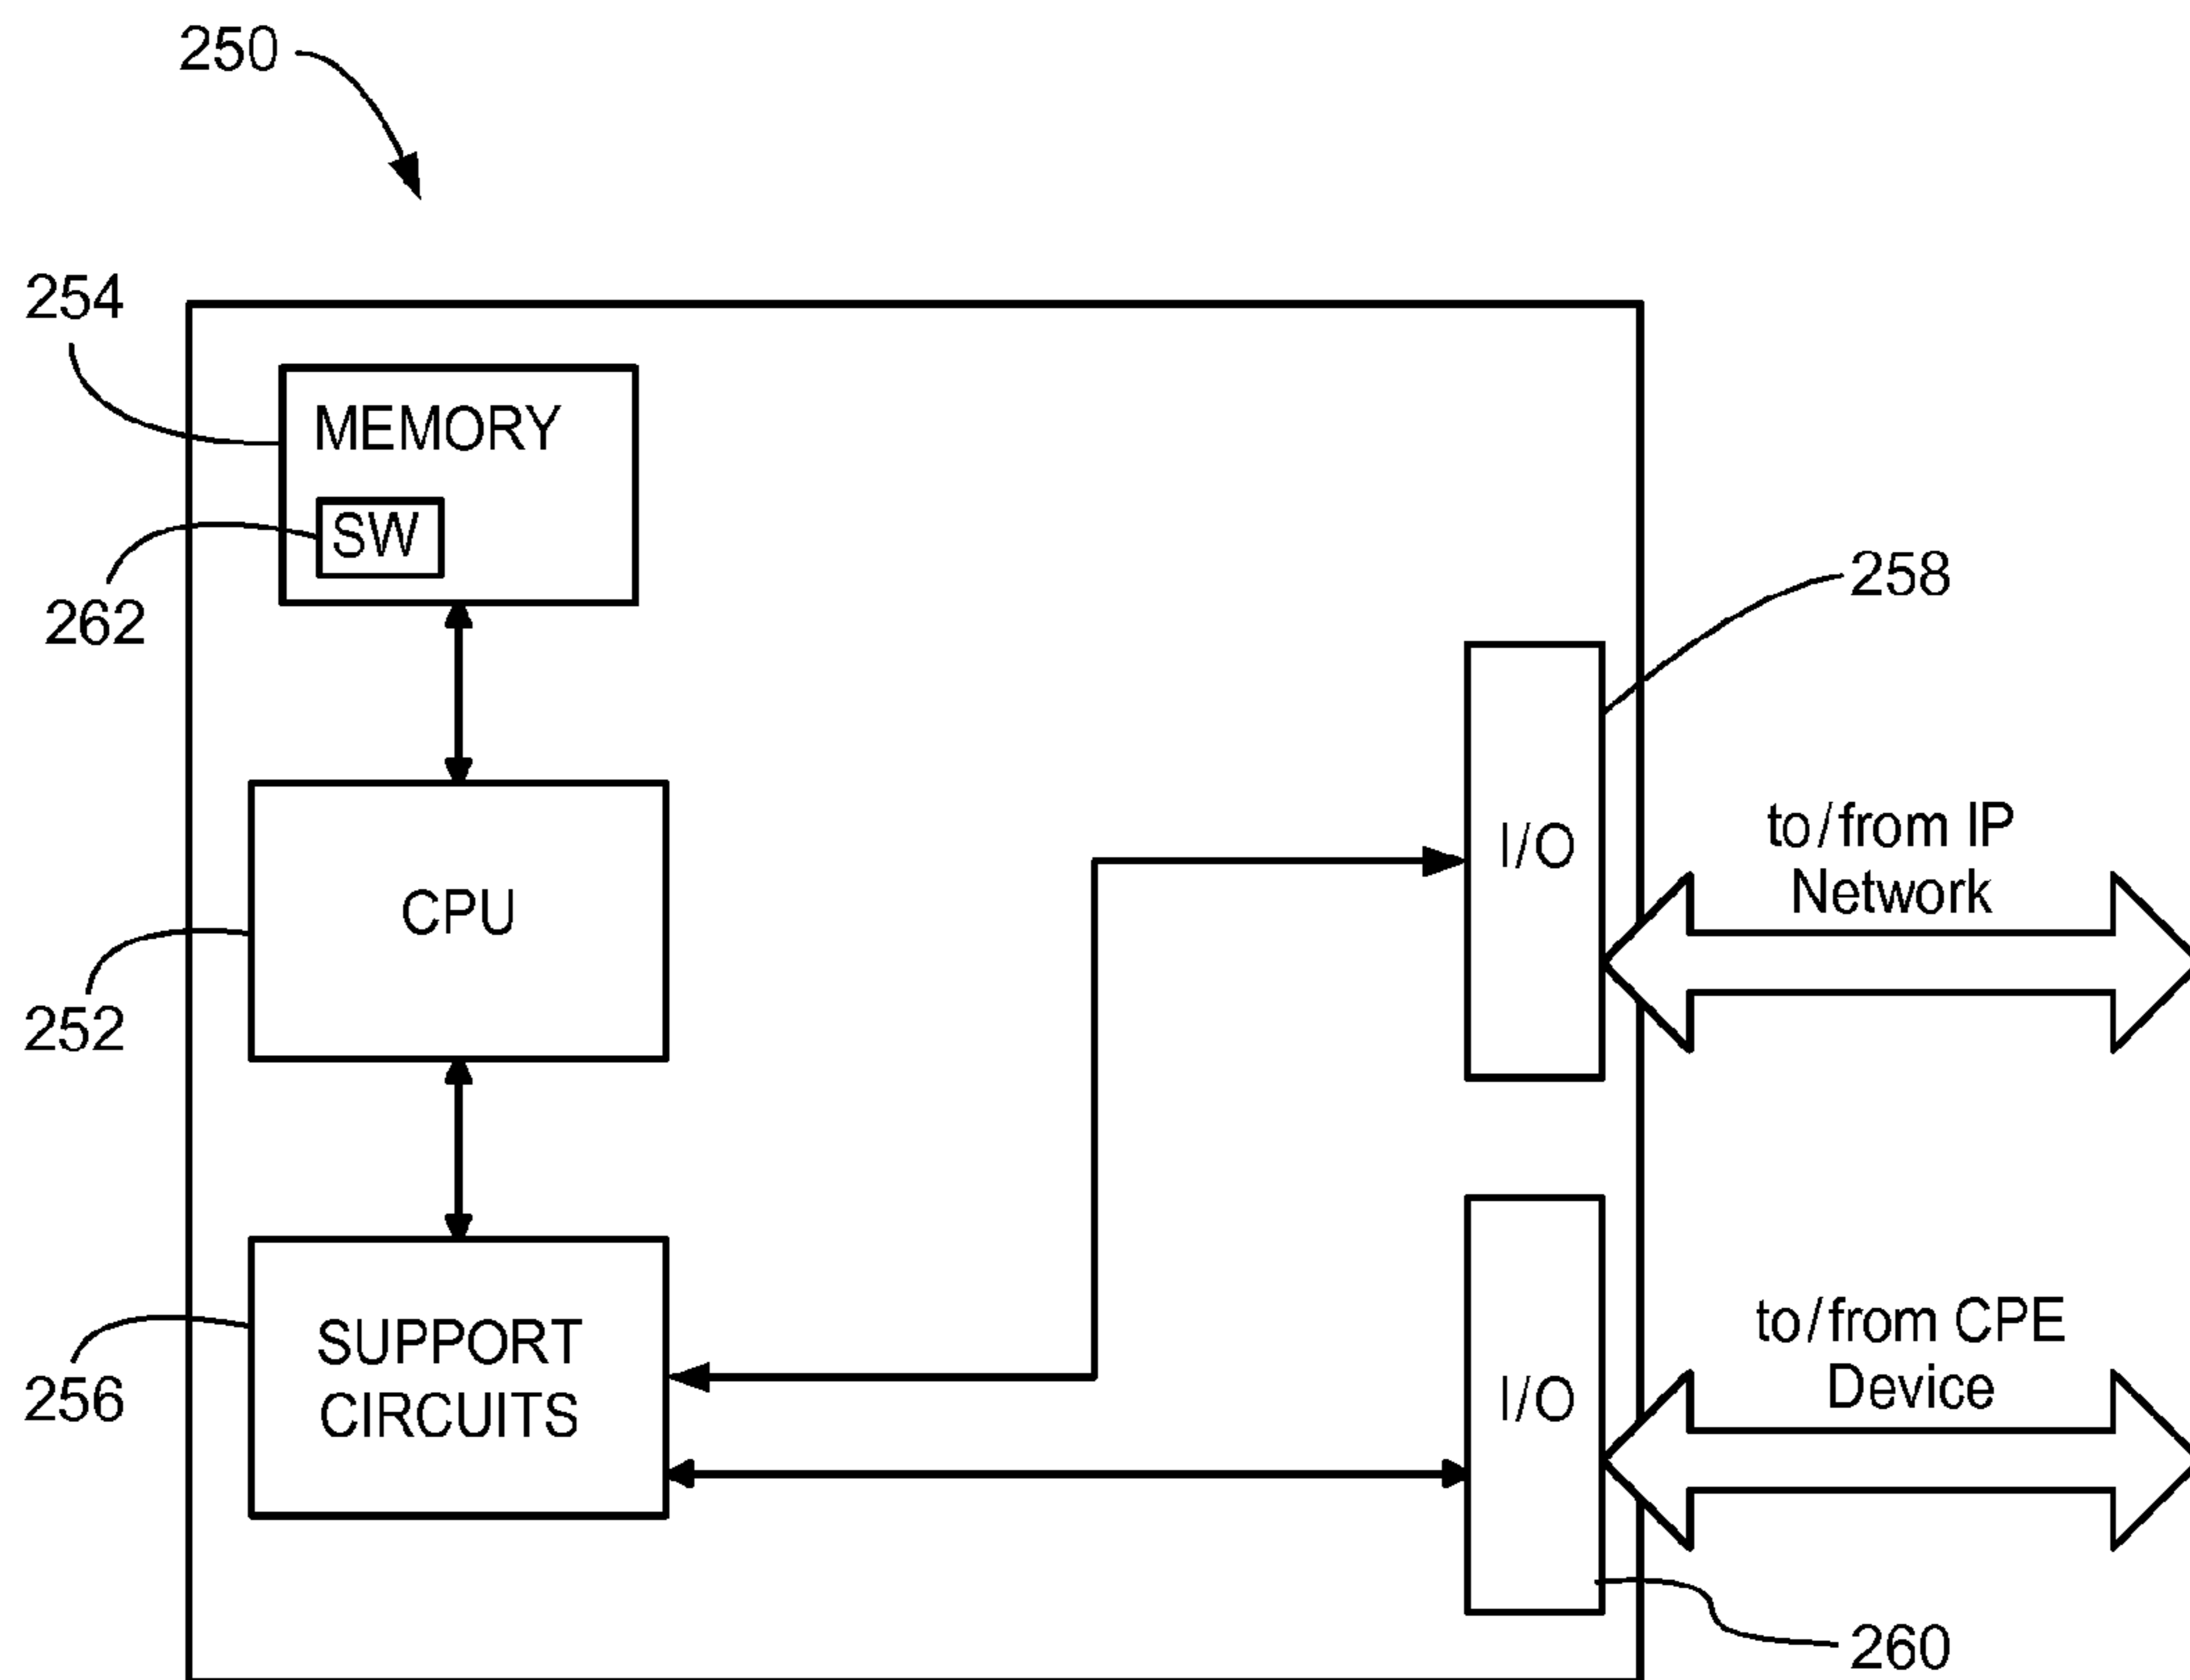 250
254
MEMORY
SW
262
258
I/O
to/from IP
Network
CPU
252
SUPPORT
CIRCUITS
256
I/O
to/from CPE
Device
260